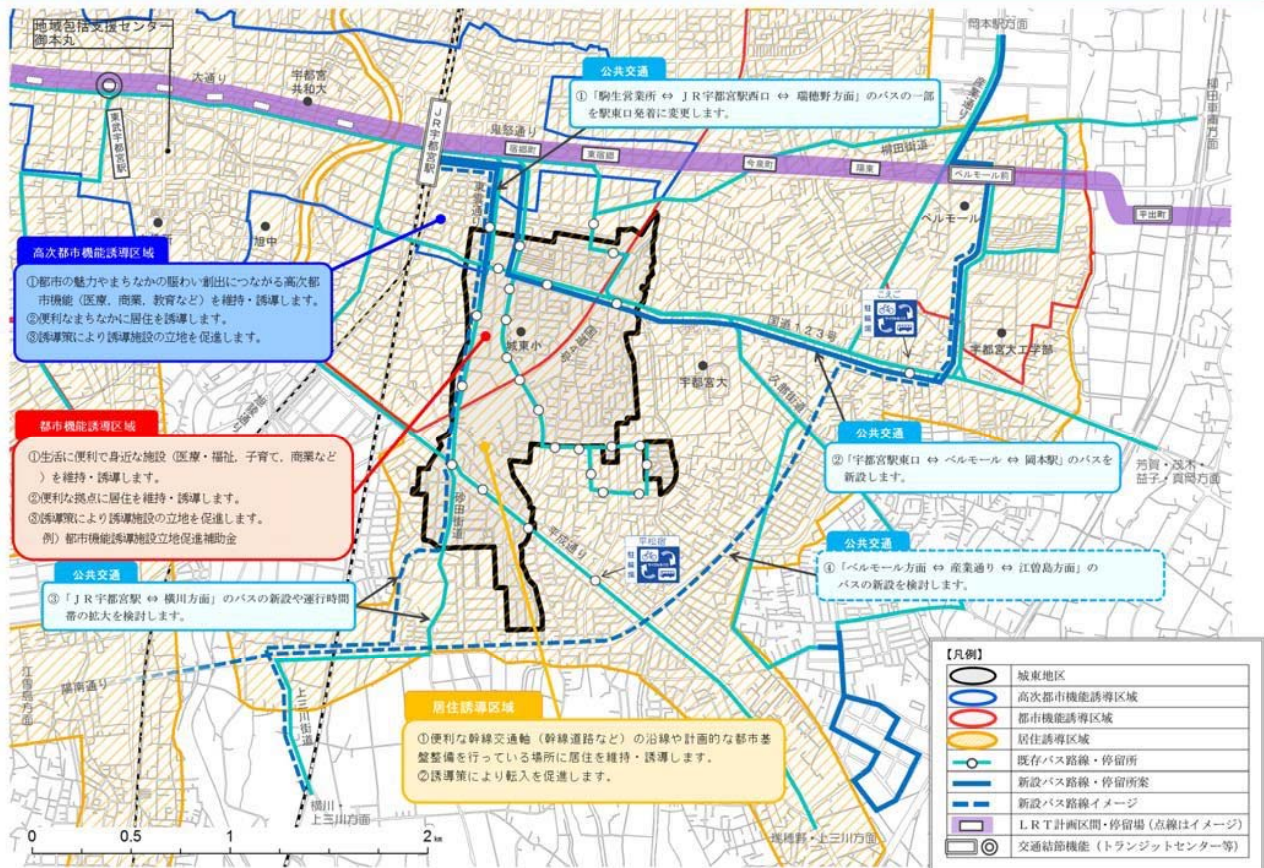 地域包括支援センター
御本丸
大通り
宇都宮
共和大
東武宇都宮駅
JR宇都宮駅
旭中
岡本駅方面
産業通り
柳田車庫方面
公共交通
①「駒生営業所 ⇔ JR宇都宮駅西口 ⇔ 瑞穂野方面」のバスの一部
を駅東口発着に変更します。
鬼怒通り
宿郷町
東宿郷
今泉町
陽東
柳田街道
ベルモール前
平出町
ベルモール
高次都市機能誘導区域
①都市の魅力やまちなかの賑わい創出につながる高次都
市機能（医療、商業、教育など）を維持・誘導します。
②便利なまちなかに居住を誘導します。
③誘導策により誘導施設の立地を促進します。
城東小
国道4号
国道123号
こえこ
駐輪場
宇都宮大工学部
宇都宮大
久部街道
都市機能誘導区域
①生活に便利で身近な施設（医療・福祉、子育て、商業など
）を維持・誘導します。
②便利な拠点に居住を維持・誘導します。
③誘導策により誘導施設の立地を促進します。
例）都市機能誘導施設立地促進補助金
公共交通
②「宇都宮駅東口 ⇔ ベルモール ⇔ 岡本駅」のバスを
新設します。
芳賀・茂木・
益子・真岡方面
砂田街道
平成通り
平松宿
駐輪場
公共交通
④「ベルモール方面 ⇔ 産業通り ⇔ 江曽島方面」の
バスの新設を検討します。
公共交通
③「JR宇都宮駅 ⇔ 横川方面」のバスの新設や運行時間
帯の拡大を検討します。
江曽島方面
陽南通り
上三川街道
横川・
上三川方面
居住誘導区域
①便利な幹線交通軸（幹線道路など）の沿線や計画的な都市基
盤整備を行っている場所に居住を維持・誘導します。
②誘導策により転入を促進します。
瑞穂野・上三川方面
0 0.5 1 2 km
【凡例】
城東地区
高次都市機能誘導区域
都市機能誘導区域
居住誘導区域
既存バス路線・停留所
新設バス路線・停留所案
新設バス路線イメージ
LRT計画区間・停留場（点線はイメージ）
交通結節機能（トランジットセンター等）